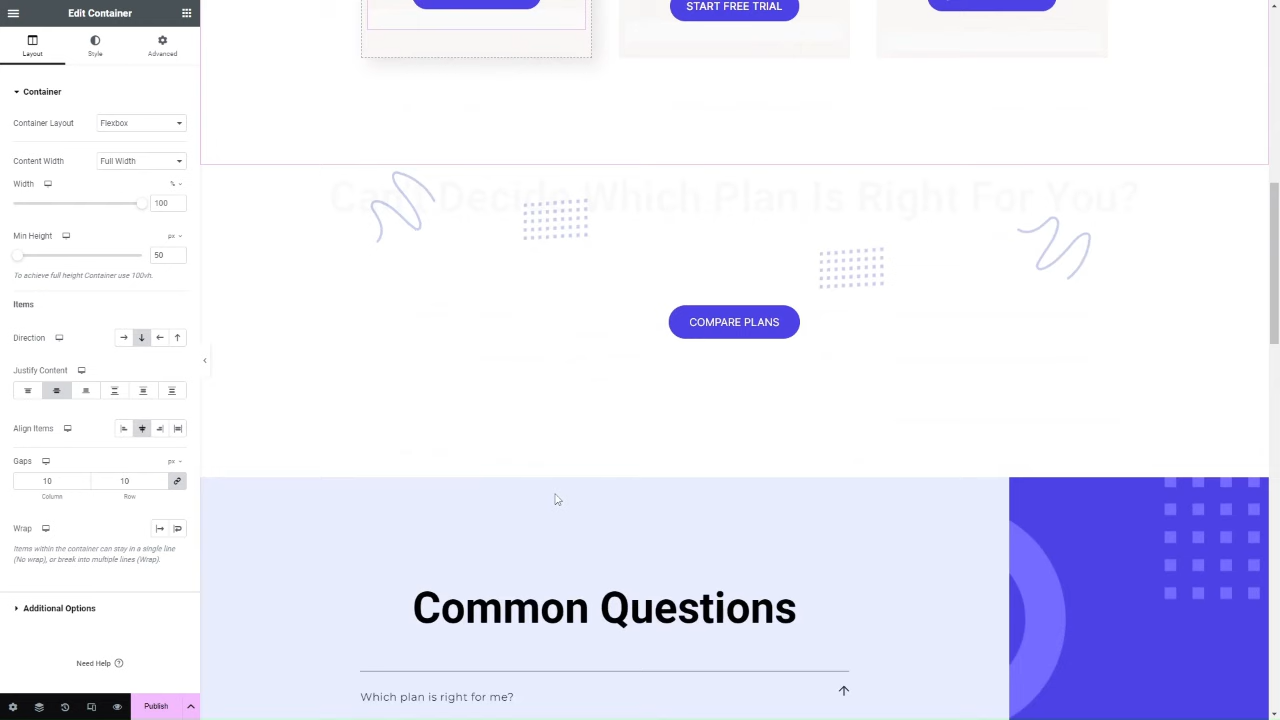 Edit Container
START FREE TRIAL
Layout
Style
Advanced
Container
Container Layout
Flexbox
Content Width
Full Width
Width
%
100
Min Height
px
50
To achieve full height Container use 100vh.
Items
Direction
Justify Content
Align Items
Gaps
px
10
10
Column
Row
Wrap
Items within the container can stay in a single line
(No wrap), or break into multiple lines (Wrap).
Additional Options
Need Help
Publish
Can't Decide Which Plan Is Right For You?
COMPARE PLANS
Common Questions
Which plan is right for me?